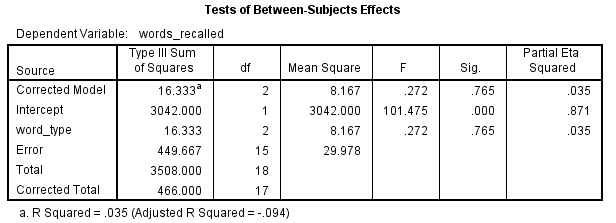 Tests of Between-Subjects Effects
Dependent Variable: words_recalled
Source Type III Sum of Squares df Mean Square F Sig. Partial Eta Squared
Corrected Model 16.333a 2 8.167 .272 .765 .035
Intercept 3042.000 1 3042.000 101.475 .000 .871
word_type 16.333 2 8.167 .272 .765 .035
Error 449.667 15 29.978
Total 3508.000 18
Corrected Total 466.000 17
a. R Squared = .035 (Adjusted R Squared = -.094)